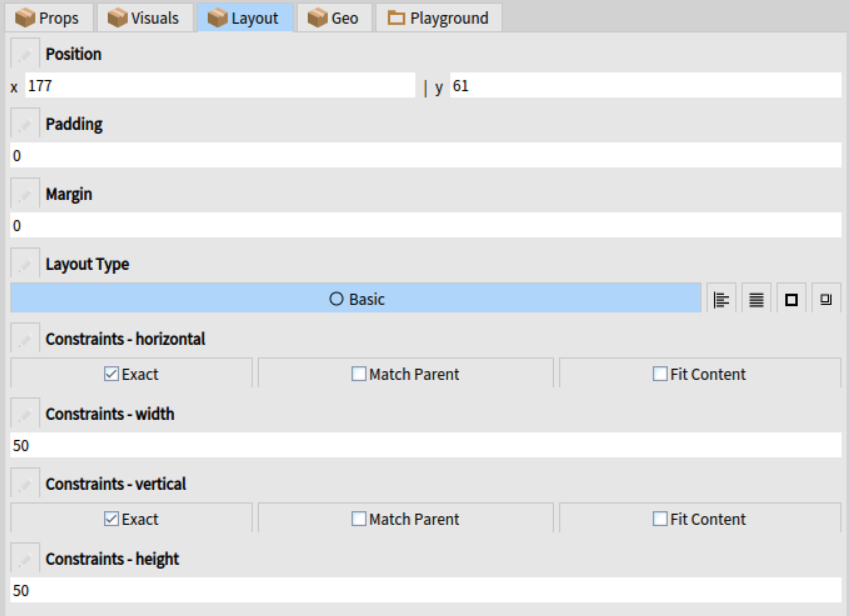 Props Visuals Layout Geo Playground
Position
x 177 | y 61
Padding
0
Margin
0
Layout Type
Basic
Constraints - horizontal
Exact Match Parent Fit Content
Constraints - width
50
Constraints - vertical
Exact Match Parent Fit Content
Constraints - height
50